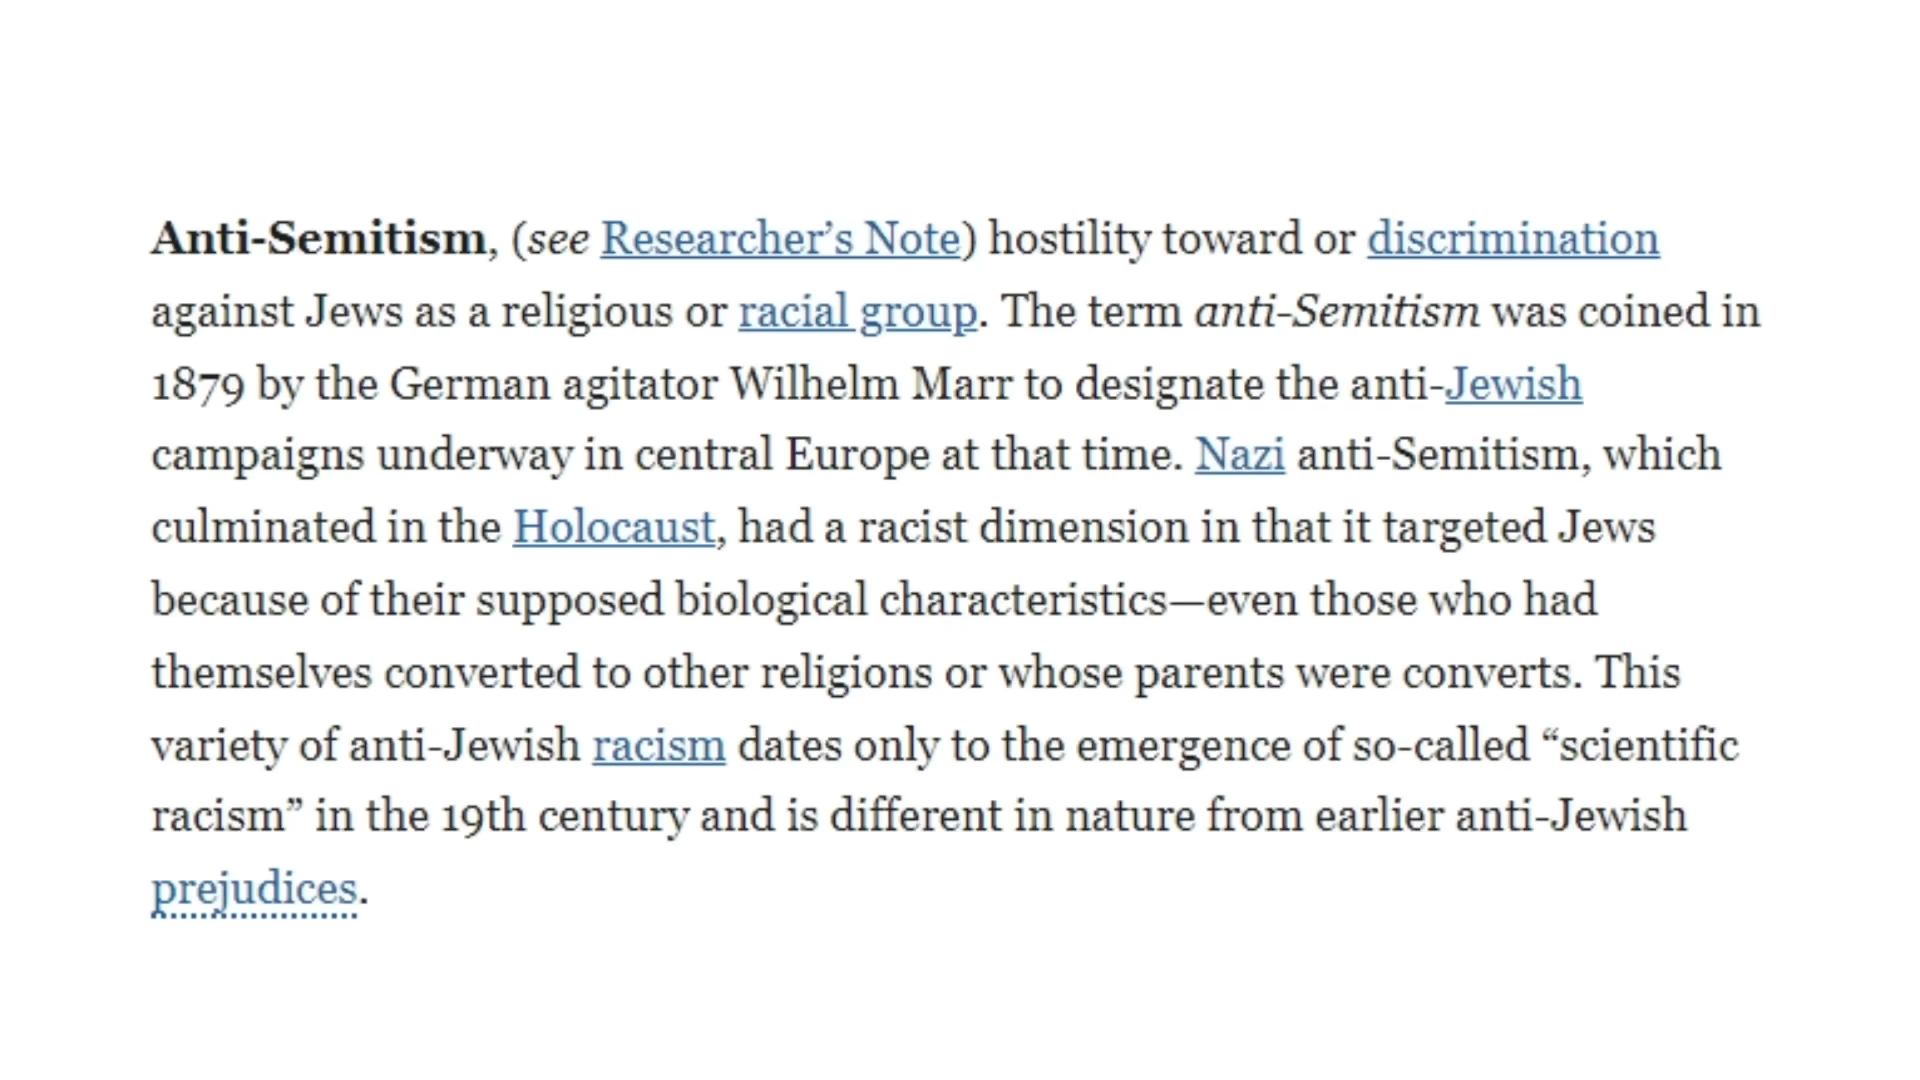 Anti-Semitism, (see Researcher’s Note) hostility toward or discrimination
against Jews as a religious or racial group. The term anti-Semitism was coined in
1879 by the German agitator Wilhelm Marr to designate the anti-Jewish
campaigns underway in central Europe at that time. Nazi anti-Semitism, which
culminated in the Holocaust, had a racist dimension in that it targeted Jews
because of their supposed biological characteristics—even those who had
themselves converted to other religions or whose parents were converts. This
variety of anti-Jewish racism dates only to the emergence of so-called “scientific
racism” in the 19th century and is different in nature from earlier anti-Jewish
prejudices.